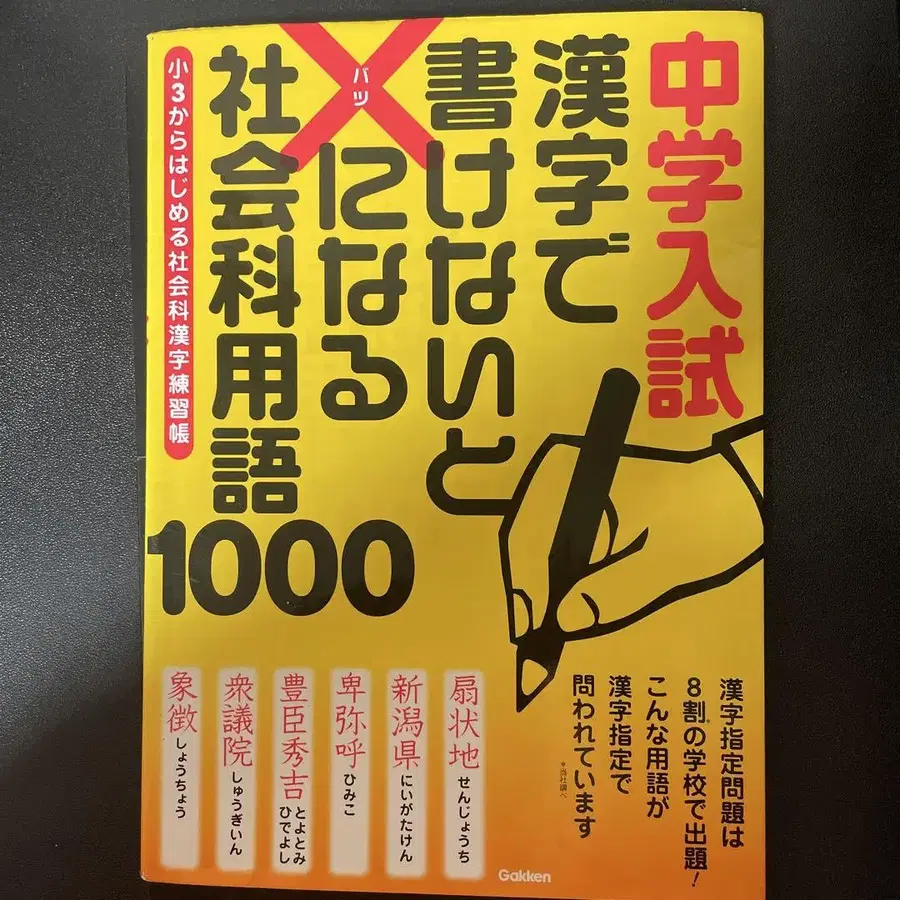 中学入試
漢字で
書けないと
×になる
バツ
社会科用語
1000
小3からはじめる社会科漢字練習帳
漢字指定問題は
8割*の学校で出題!
こんな用語が
漢字指定で
問われています
*当社調べ
扇状地 せんじょうち
新潟県 にいがたけん
卑弥呼 ひみこ
豊臣秀吉 とよとみ
ひでよし
衆議院 しゅうぎいん
象徴 しょうちょう
Gakken